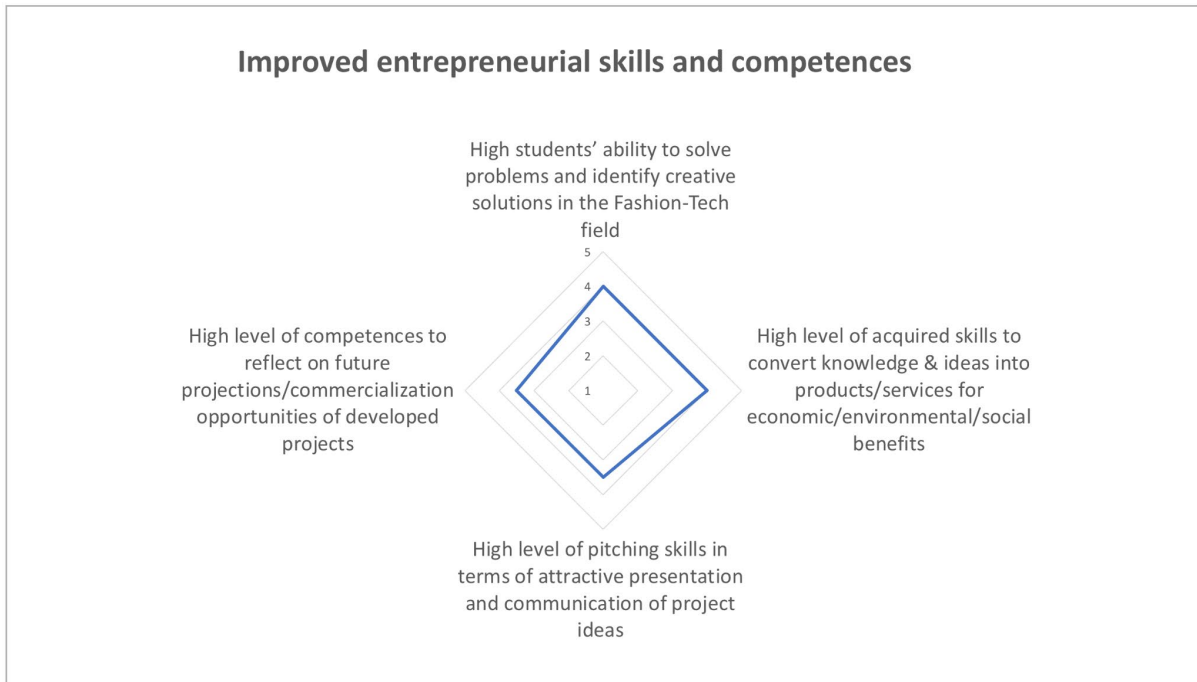 Improved entrepreneurial skills and competences
High students’ ability to solve
problems and identify creative
solutions in the Fashion-Tech
field
5
4
3
2
1
High level of acquired skills to
convert knowledge & ideas into
products/services for
economic/environmental/social
benefits
High level of pitching skills in
terms of attractive presentation
and communication of project
ideas
High level of competences to
reflect on future
projections/commercialization
opportunities of developed
projects